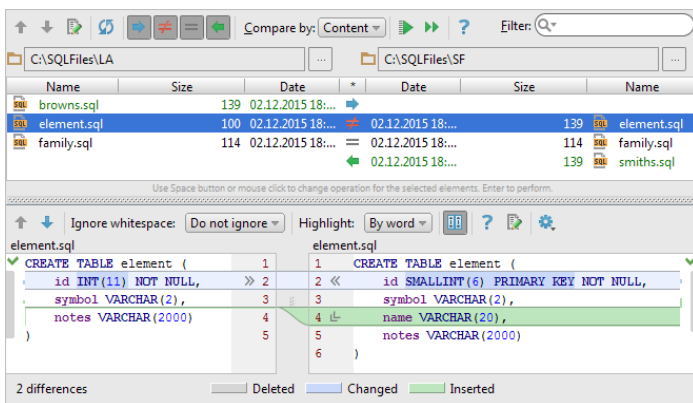 Compare by: Content Filter:
C:\SQLFiles\LA ... C:\SQLFiles\SF ...
Name Size Date * Date Size Name
browns.sql 139 02.12.2015 18:...
element.sql 100 02.12.2015 18:... ≠ 02.12.2015 18:... 139 element.sql
family.sql 114 02.12.2015 18:... = 02.12.2015 18:... 114 family.sql
02.12.2015 18:... 139 smiths.sql
Use Space button or mouse click to change operation for the selected elements. Enter to perform.
Ignore whitespace: Do not ignore Highlight: By word ?
element.sql element.sql
CREATE TABLE element ( 1 1 CREATE TABLE element (
id INT(11) NOT NULL, 2 2 id SMALLINT(6) PRIMARY KEY NOT NULL,
symbol VARCHAR(2), 3 3 symbol VARCHAR(2),
notes VARCHAR(2000) 4 4 name VARCHAR(20),
) 5 5 notes VARCHAR(2000)
6 )
2 differences Deleted Changed Inserted